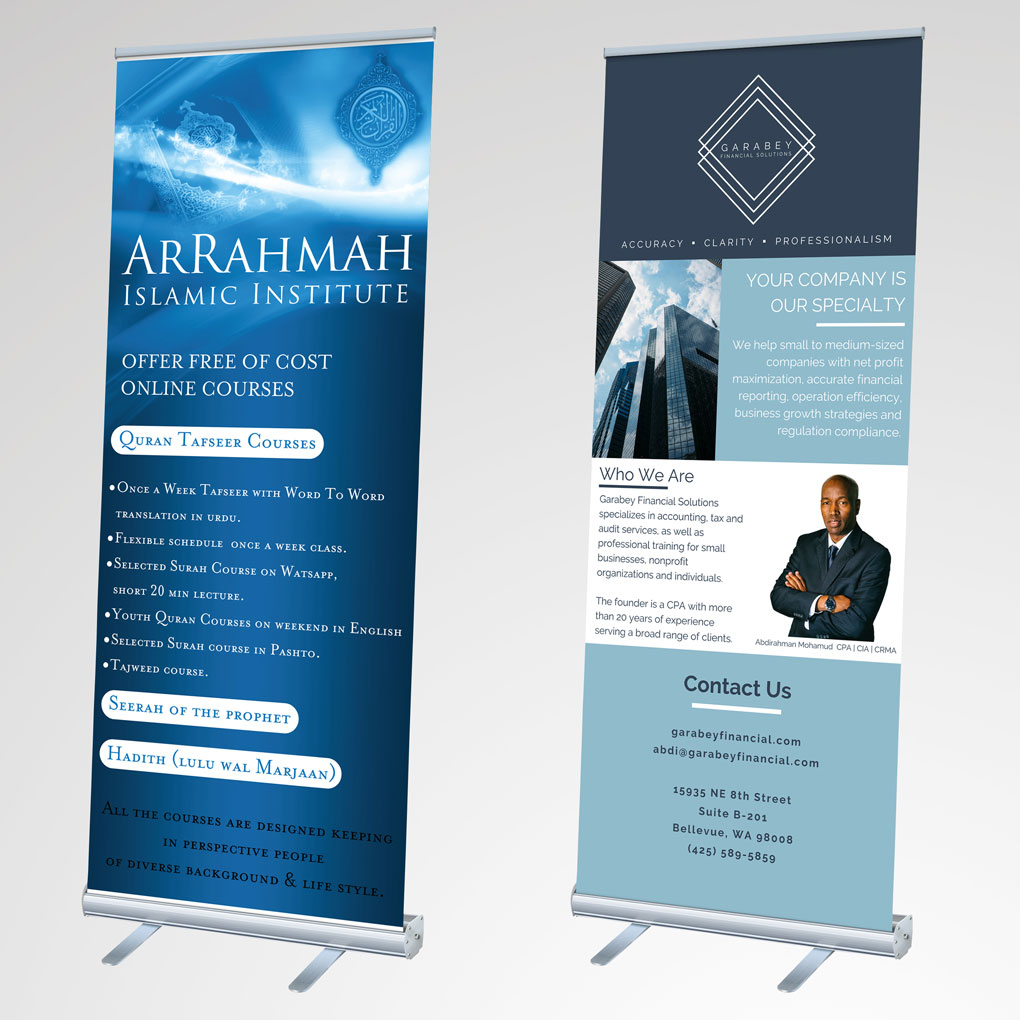 ArRahmah
Islamic Institute
OFFER FREE OF COST
ONLINE COURSES
Quran Tafseer Courses
•Once a Week Tafseer with Word To Word
translation in urdu.
•Flexible schedule once a week class.
•Selected Surah Course on Watsapp,
short 20 min lecture.
•Youth Quran Courses on weekend in English
•Selected Surah course in Pashto.
•Tajweed course.
Seerah of the prophet
Hadith (lulu wal Marjaan)
All the courses are designed keeping
in perspective people
of diverse background & life style.
GARABEY
FINANCIAL SOLUTIONS
ACCURACY • CLARITY • PROFESSIONALISM
YOUR COMPANY IS
OUR SPECIALTY
We help small to medium-sized
companies with net profit
maximization, accurate financial
reporting, operation efficiency,
business growth strategies and
regulation compliance.
Who We Are
Garabey Financial Solutions
specializes in accounting, tax and
audit services, as well as
professional training for small
businesses, nonprofit
organizations and individuals.
The founder is a CPA with more
than 20 years of experience
serving a broad range of clients.
Abdirahman Mohamud CPA | CIA | CRMA
Contact Us
garabeyfinancial.com
abdi@garabeyfinancial.com
15935 NE 8th Street
Suite B-201
Bellevue, WA 98008
(425) 589-5859